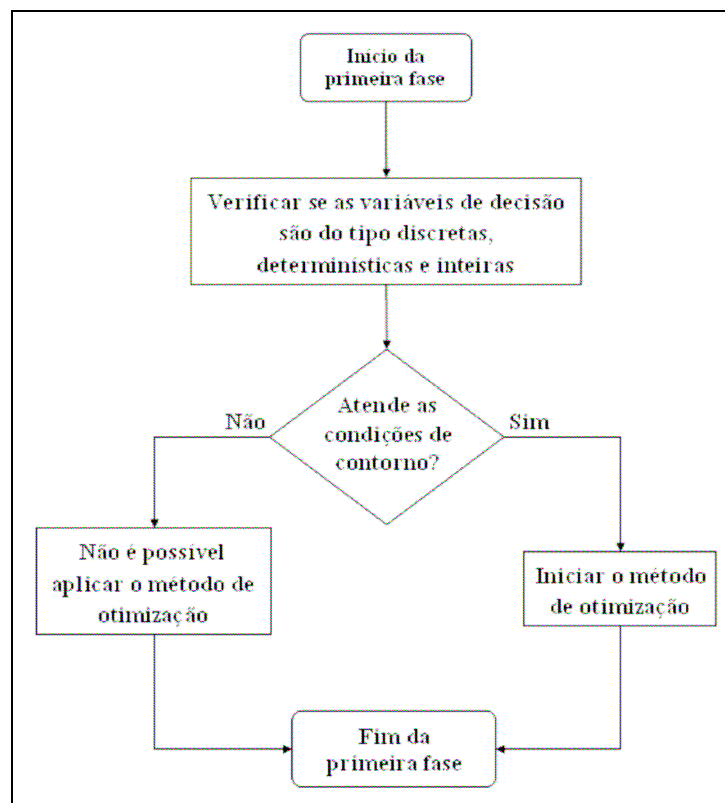 Início da
primeira fase
Verificar se as variáveis de decisão
são do tipo discretas,
determinísticas e inteiras
Atende as
condições de
contorno?
Não
Sim
Não é possível
aplicar o método de
otimização
Iniciar o método
de otimização
Fim da
primeira fase